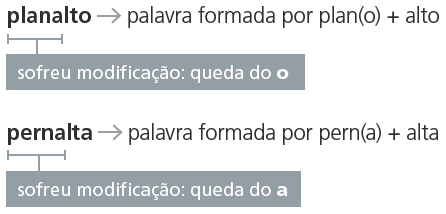 planalto → palavra formada por plan(o) + alto
sofreu modificação: queda do o
pernalta → palavra formada por pern(a) + alta
sofreu modificação: queda do a